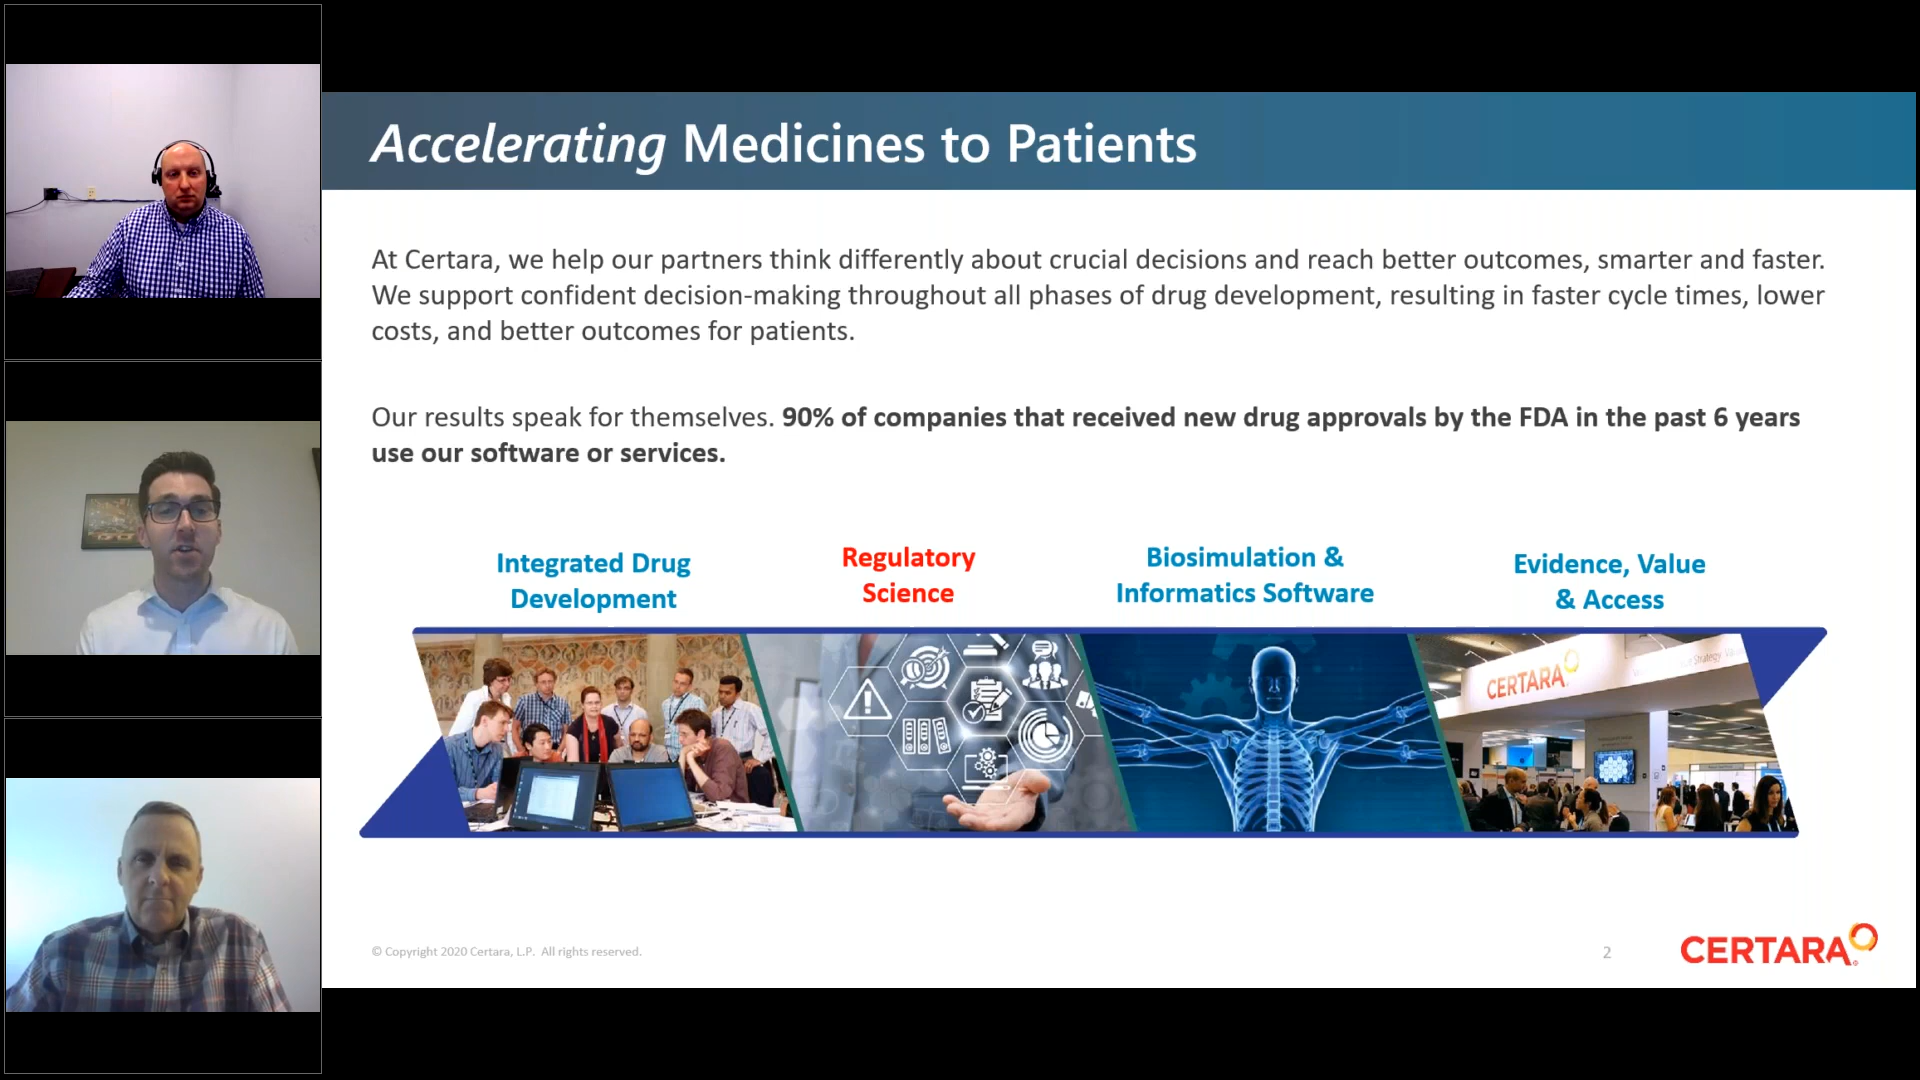 Accelerating Medicines to Patients
At Certara, we help our partners think differently about crucial decisions and reach better outcomes, smarter and faster.
We support confident decision-making throughout all phases of drug development, resulting in faster cycle times, lower
costs, and better outcomes for patients.
Our results speak for themselves. 90% of companies that received new drug approvals by the FDA in the past 6 years
use our software or services.
Integrated Drug
Development
Regulatory
Science
Biosimulation &
Informatics Software
Evidence, Value
& Access
CERTARA
© Copyright 2020 Certara, L.P. All rights reserved.
2
CERTARA